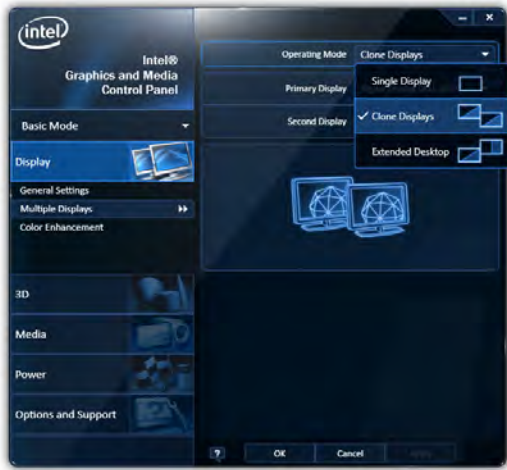 intel
Intel®
Graphics and Media
Control Panel
Basic Mode
Display
General Settings
Multiple Displays
Color Enhancement
3D
Media
Power
Options and Support
Operating Mode Clone Displays
Primary Display
Second Display
Single Display
Clone Displays
Extended Desktop
? OK Cancel Apply